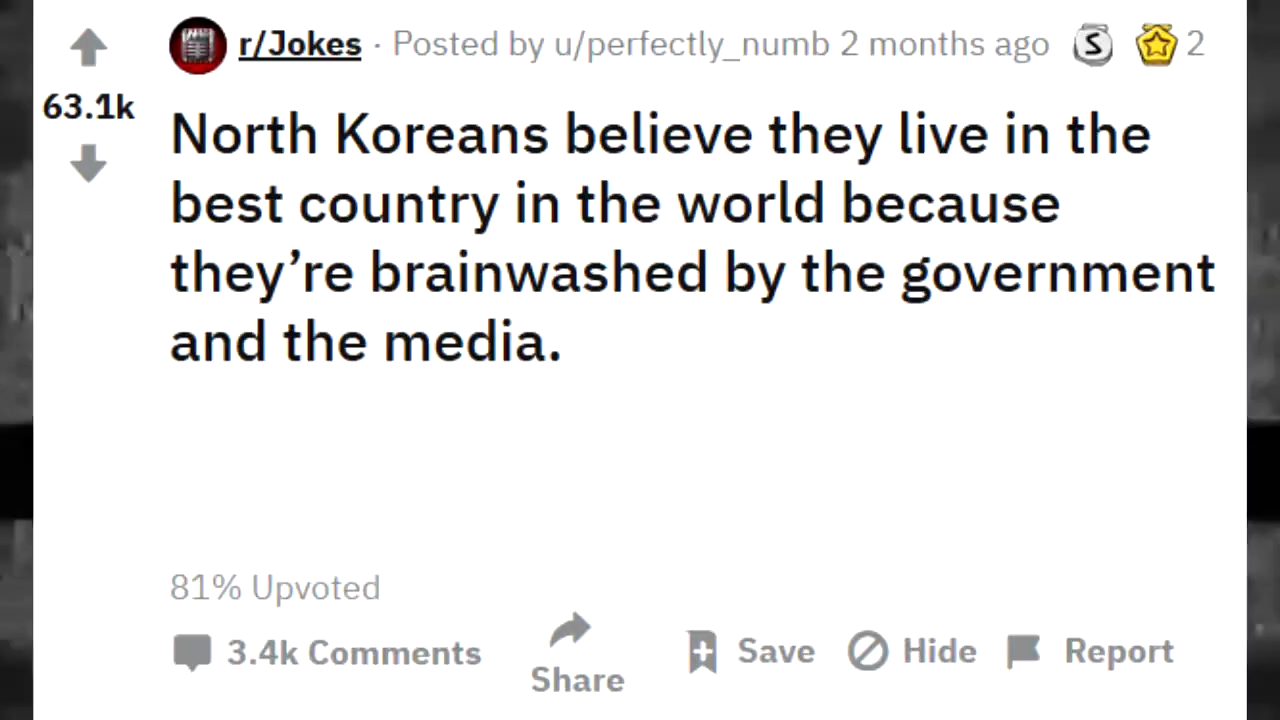 r/Jokes · Posted by u/perfectly_numb 2 months ago S 2
63.1k
North Koreans believe they live in the
best country in the world because
they’re brainwashed by the government
and the media.
81% Upvoted
3.4k Comments Share Save Hide Report